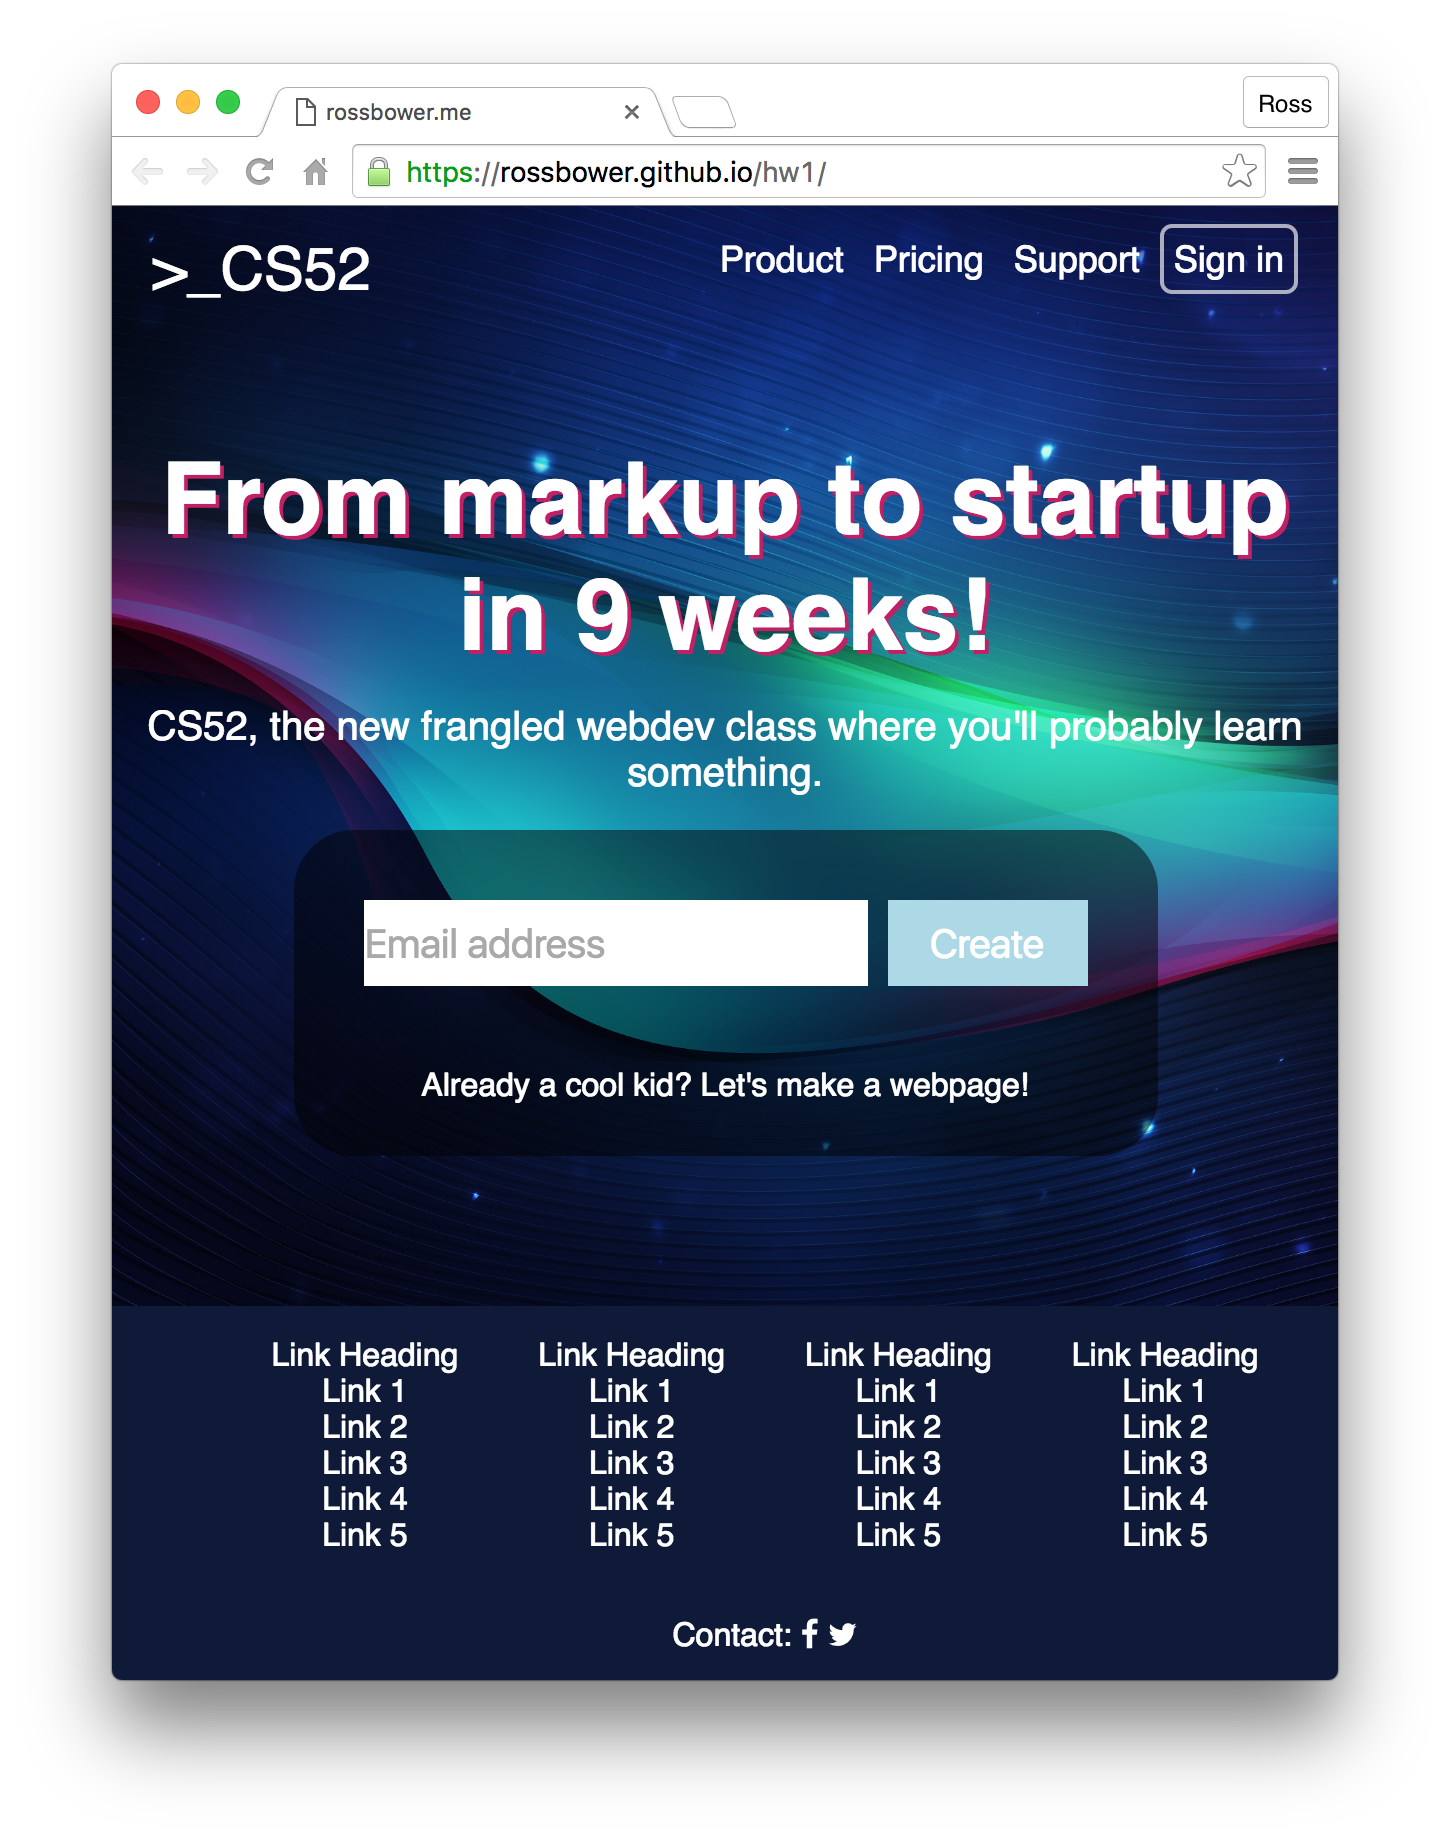 rossbower.me
Ross
https://rossbower.github.io/hw1/
>_CS52
Product Pricing Support Sign in
From markup to startup
in 9 weeks!
CS52, the new frangled webdev class where you'll probably learn
something.
Email address Create
Already a cool kid? Let's make a webpage!
Link Heading Link Heading Link Heading Link Heading
Link 1 Link 1 Link 1 Link 1
Link 2 Link 2 Link 2 Link 2
Link 3 Link 3 Link 3 Link 3
Link 4 Link 4 Link 4 Link 4
Link 5 Link 5 Link 5 Link 5
Contact: